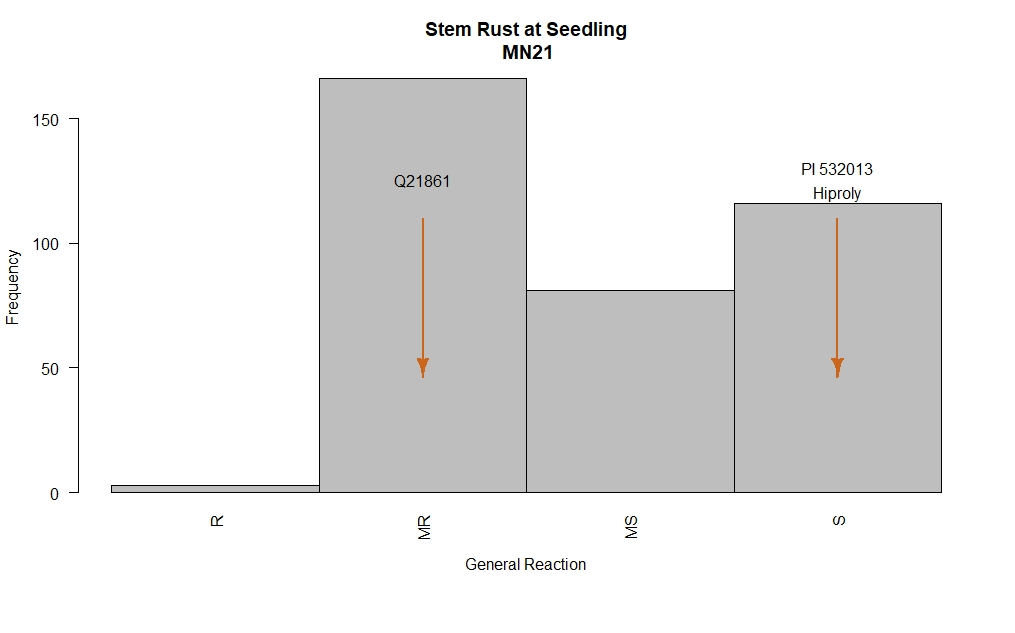 Stem Rust at Seedling
MN21
150
100
50
0
Frequency
Q21861
PI 532013
Hiproly
R
MR
MS
S
General Reaction